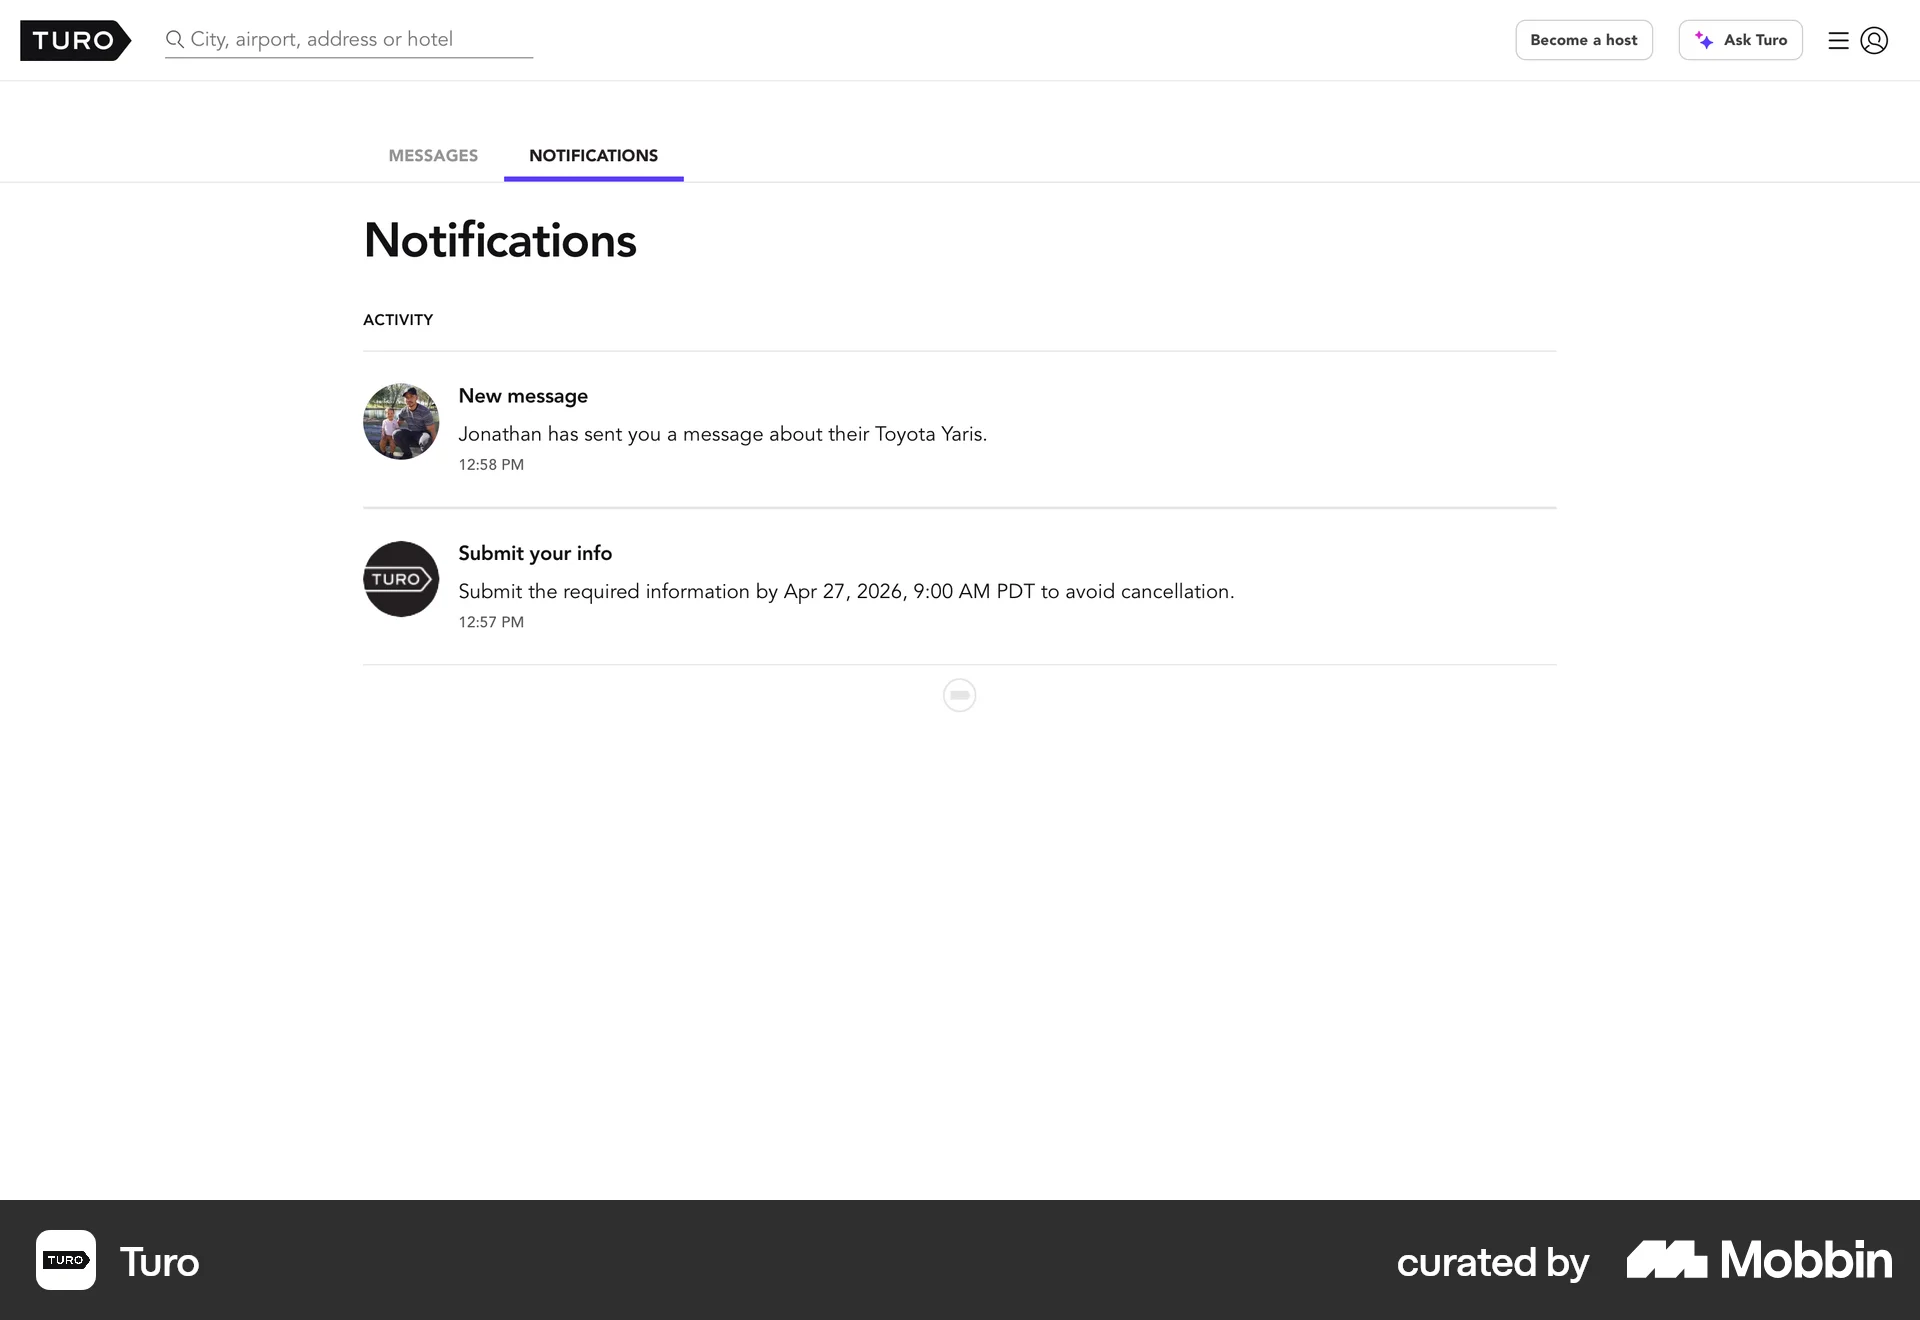 TURO
City, airport, address or hotel
Become a host
Ask Turo
MESSAGES
NOTIFICATIONS
Notifications
ACTIVITY
New message
Jonathan has sent you a message about their Toyota Yaris.
12:58 PM
TURO
Submit your info
Submit the required information by Apr 27, 2026, 9:00 AM PDT to avoid cancellation.
12:57 PM
TURO
Turo
curated by
Mobbin